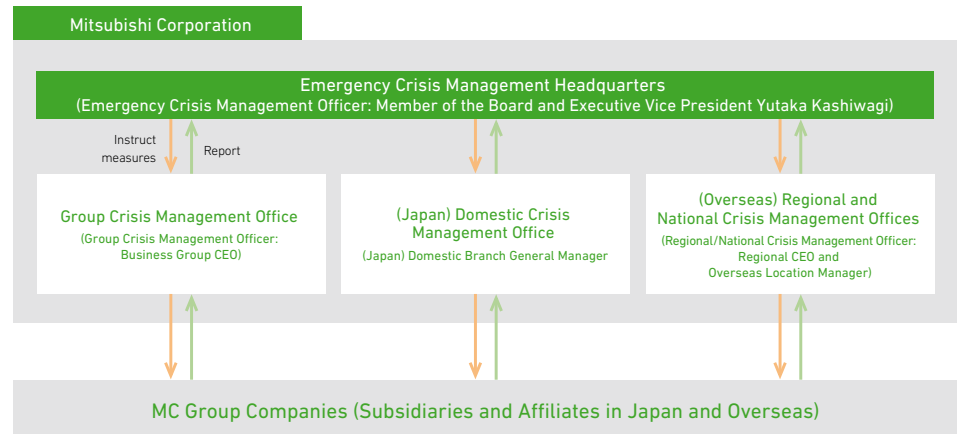 Mitsubishi Corporation
Emergency Crisis Management Headquarters
(Emergency Crisis Management Officer: Member of the Board and Executive Vice President Yutaka Kashiwagi)
Instruct
measures
Report
Group Crisis Management Office
(Group Crisis Management Officer:
Business Group CEO)
(Japan) Domestic Crisis
Management Office
(Japan) Domestic Branch General Manager
(Overseas) Regional and
National Crisis Management Offices
(Regional/National Crisis Management Officer:
Regional CEO and
Overseas Location Manager)
MC Group Companies (Subsidiaries and Affiliates in Japan and Overseas)